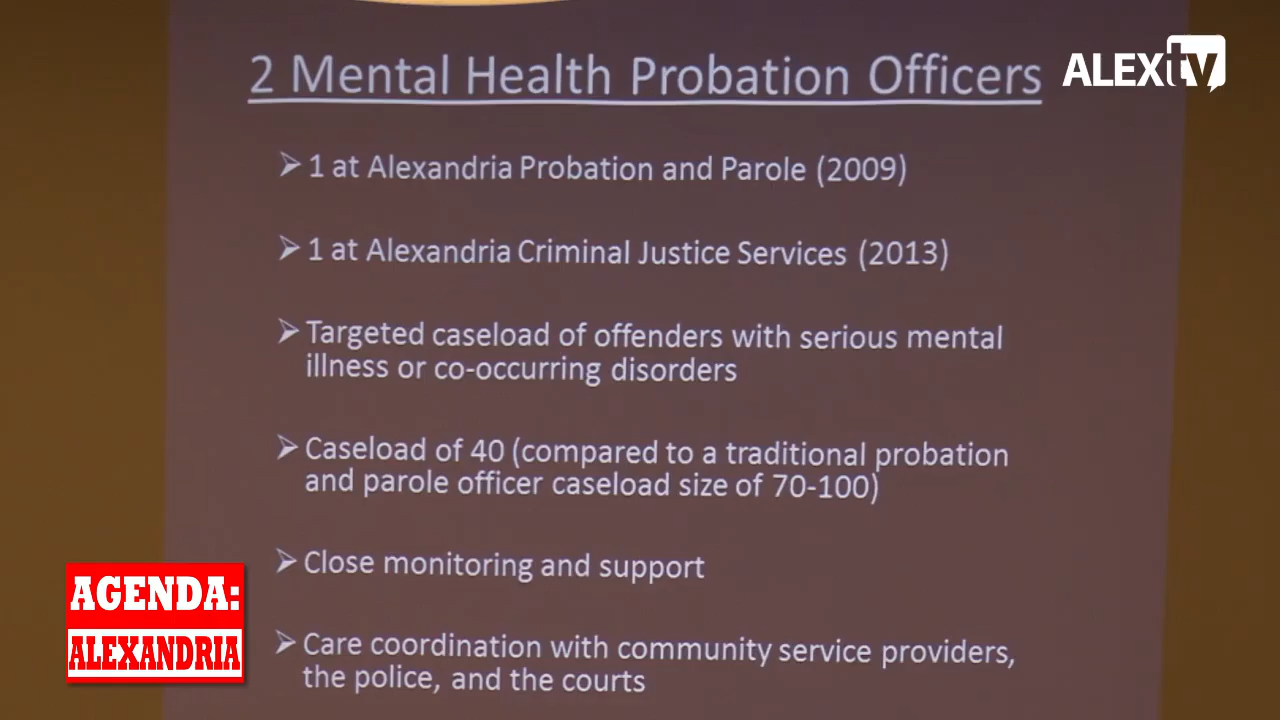 2 Mental Health Probation Officers
ALEXtv
➢ 1 at Alexandria Probation and Parole (2009)
➢ 1 at Alexandria Criminal Justice Services (2013)
➢ Targeted caseload of offenders with serious mental
illness or co-occurring disorders
➢ Caseload of 40 (compared to a traditional probation
and parole officer caseload size of 70-100)
➢ Close monitoring and support
➢ Care coordination with community service providers,
the police, and the courts
AGENDA:
ALEXANDRIA